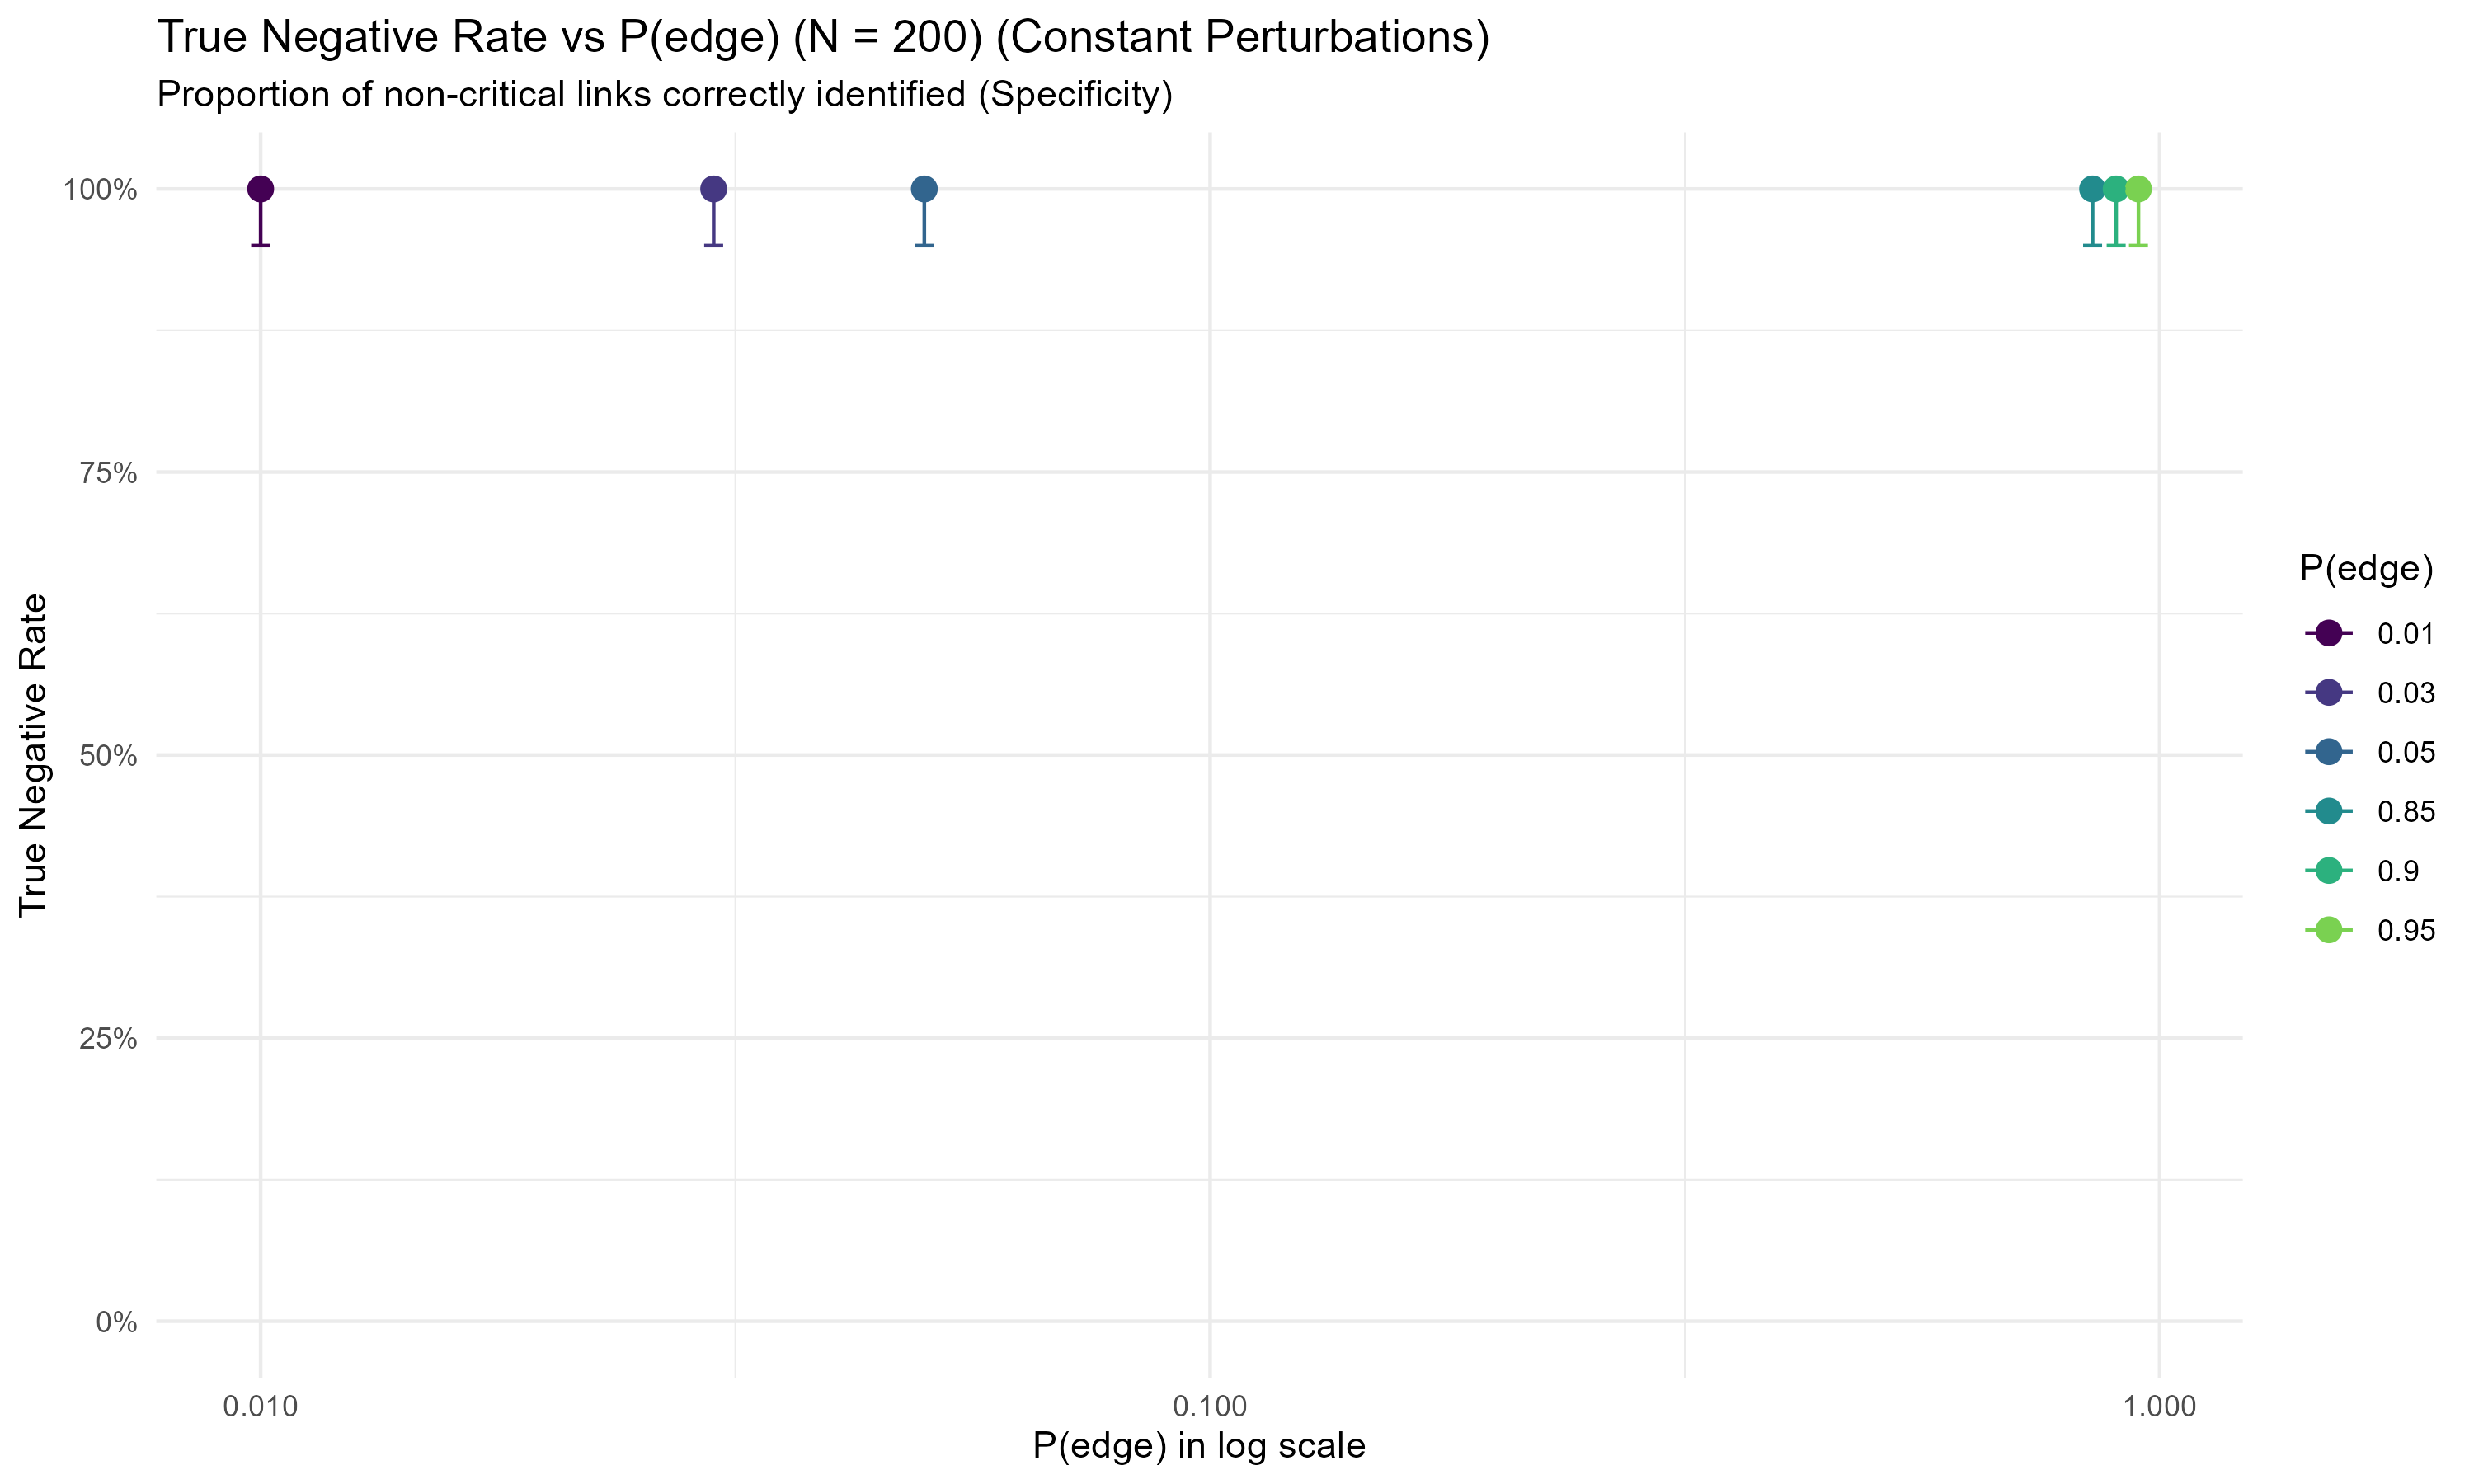 True Negative Rate vs P(edge) (N = 200) (Constant Perturbations)
Proportion of non-critical links correctly identified (Specificity)
True Negative Rate
100%
75%
50%
25%
0%
0.010
0.100
1.000
P(edge) in log scale
P(edge)
0.01
0.03
0.05
0.85
0.9
0.95